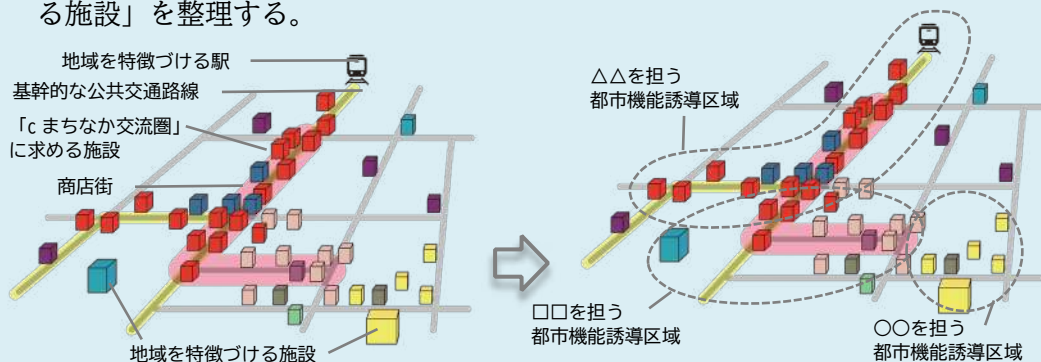 る施設」を整理する。
地域を特徴づける駅
基幹的な公共交通路線
「c まちなか交流圏」
に求める施設
商店街
地域を特徴づける施設
△△を担う
都市機能誘導区域
□□を担う
都市機能誘導区域
○○を担う
都市機能誘導区域